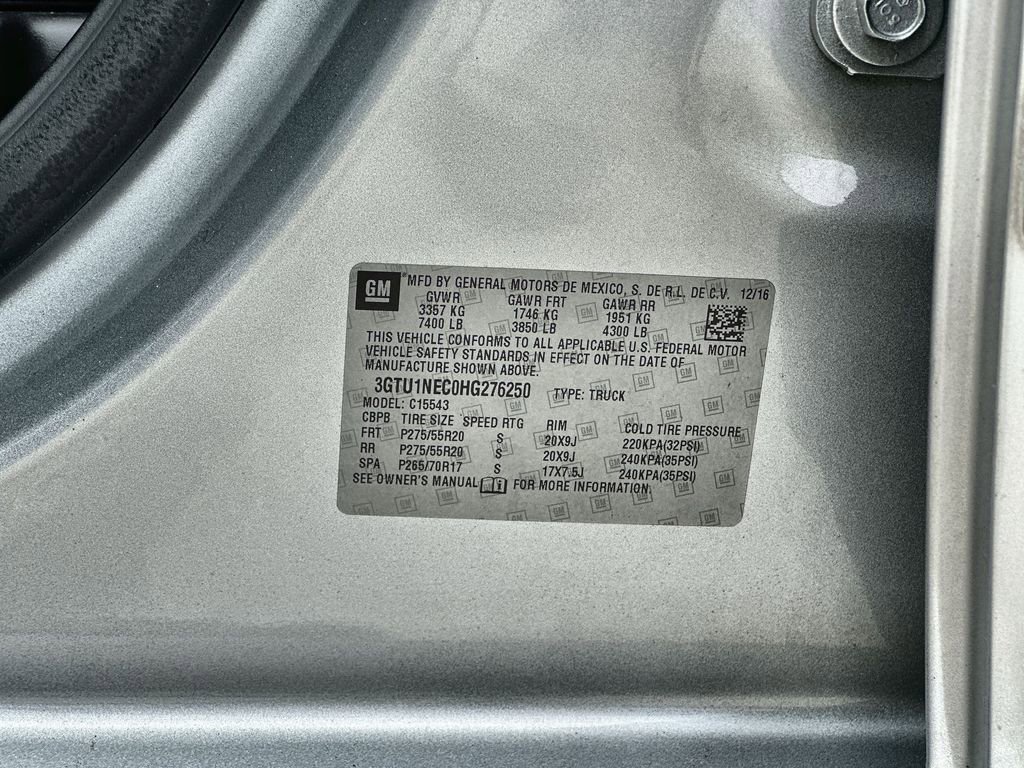 GM ® MFD BY GENERAL MOTORS DE MEXICO, S. DE R.L. DE C.V. 12/16
GVWR GAWR FRT GAWR RR
3357 KG 1746 KG 1951 KG
7400 LB 3850 LB 4300 LB
THIS VEHICLE CONFORMS TO ALL APPLICABLE U.S. FEDERAL MOTOR
VEHICLE SAFETY STANDARDS IN EFFECT ON THE DATE OF
MANUFACTURE SHOWN ABOVE.
3GTU1NEC0HG276250 TYPE: TRUCK
MODEL: C15543
CBPB TIRE SIZE SPEED RTG RIM COLD TIRE PRESSURE
FRT P275/55R20 S 20X9J 220KPA(32PSI)
RR P275/55R20 S 20X9J 240KPA(35PSI)
SPA P265/70R17 S 17X7.5J 240KPA(35PSI)
SEE OWNER'S MANUAL FOR MORE INFORMATION.